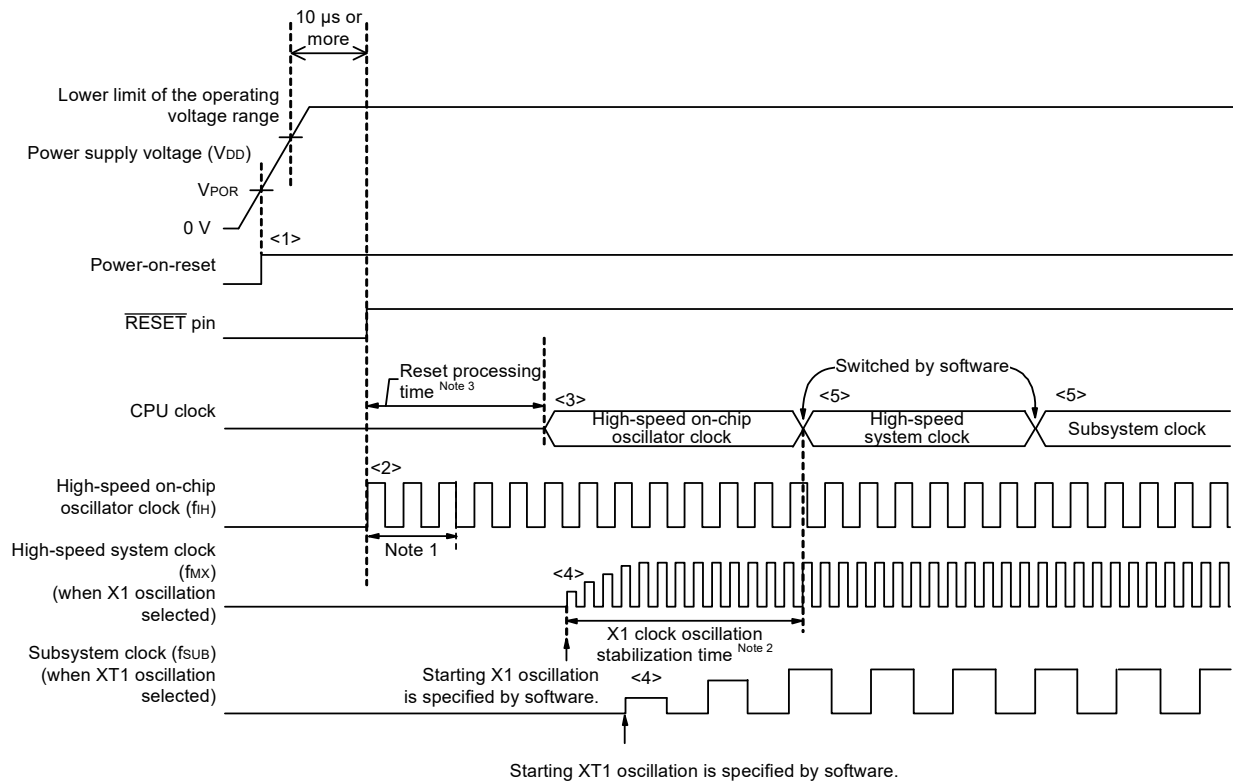 10 µs or
more
Lower limit of the operating
voltage range
Power supply voltage (VDD)
VPOR
0 V
<1>
Power-on-reset
RESET pin
Reset processing
time Note 3
Switched by software
<3>
<5>
<5>
CPU clock
High-speed on-chip
oscillator clock
High-speed
system clock
Subsystem clock
<2>
High-speed on-chip
oscillator clock (fIH)
Note 1
High-speed system clock
(fMX)
(when X1 oscillation
selected)
<4>
X1 clock oscillation
stabilization time Note 2
Subsystem clock (fSUB)
(when XT1 oscillation
selected)
Starting X1 oscillation
is specified by software.
<4>
Starting XT1 oscillation is specified by software.